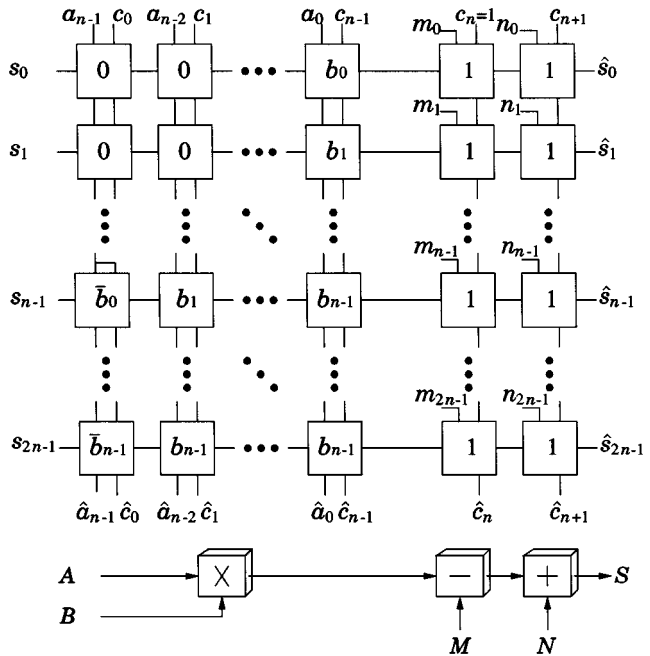 a_{n-1} c_0 a_{n-2} c_1 a_0 c_{n-1} m_0 c_n=1 n_0 c_{n+1}
s_0 0 0 ••• b_0 1 1 ŝ_0
m_1 n_1
s_1 0 0 ••• b_1 1 1 ŝ_1
m_{n-1} n_{n-1}
s_{n-1} b̄_0 b_1 ••• b_{n-1} 1 1 ŝ_{n-1}
m_{2n-1} n_{2n-1}
s_{2n-1} b̄_{n-1} b_{n-1} ••• b_{n-1} 1 1 ŝ_{2n-1}
â_{n-1} ĉ_0 â_{n-2} ĉ_1 â_0 ĉ_{n-1} ĉ_n ĉ_{n+1}
A × − + S
B
M N